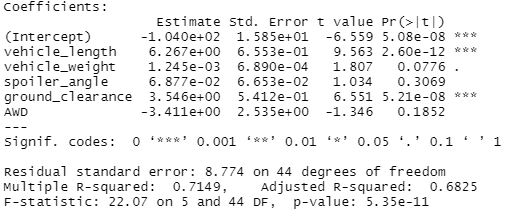 Coefficients:
                   Estimate Std. Error t value Pr(>|t|)
(Intercept)      -1.040e+02  1.585e+01  -6.559 5.08e-08 ***
vehicle_length    6.267e+00  6.553e-01   9.563 2.60e-12 ***
vehicle_weight    1.245e-03  6.890e-04   1.807   0.0776 .
spoiler_angle     6.877e-02  6.653e-02   1.034   0.3069
ground_clearance  3.546e+00  5.412e-01   6.551 5.21e-08 ***
AWD              -3.411e+00  2.535e+00  -1.346   0.1852
---
Signif. codes:  0 ‘***’ 0.001 ‘**’ 0.01 ‘*’ 0.05 ‘.’ 0.1 ‘ ’ 1
Residual standard error: 8.774 on 44 degrees of freedom
Multiple R-squared:  0.7149,    Adjusted R-squared:  0.6825
F-statistic: 22.07 on 5 and 44 DF,  p-value: 5.35e-11